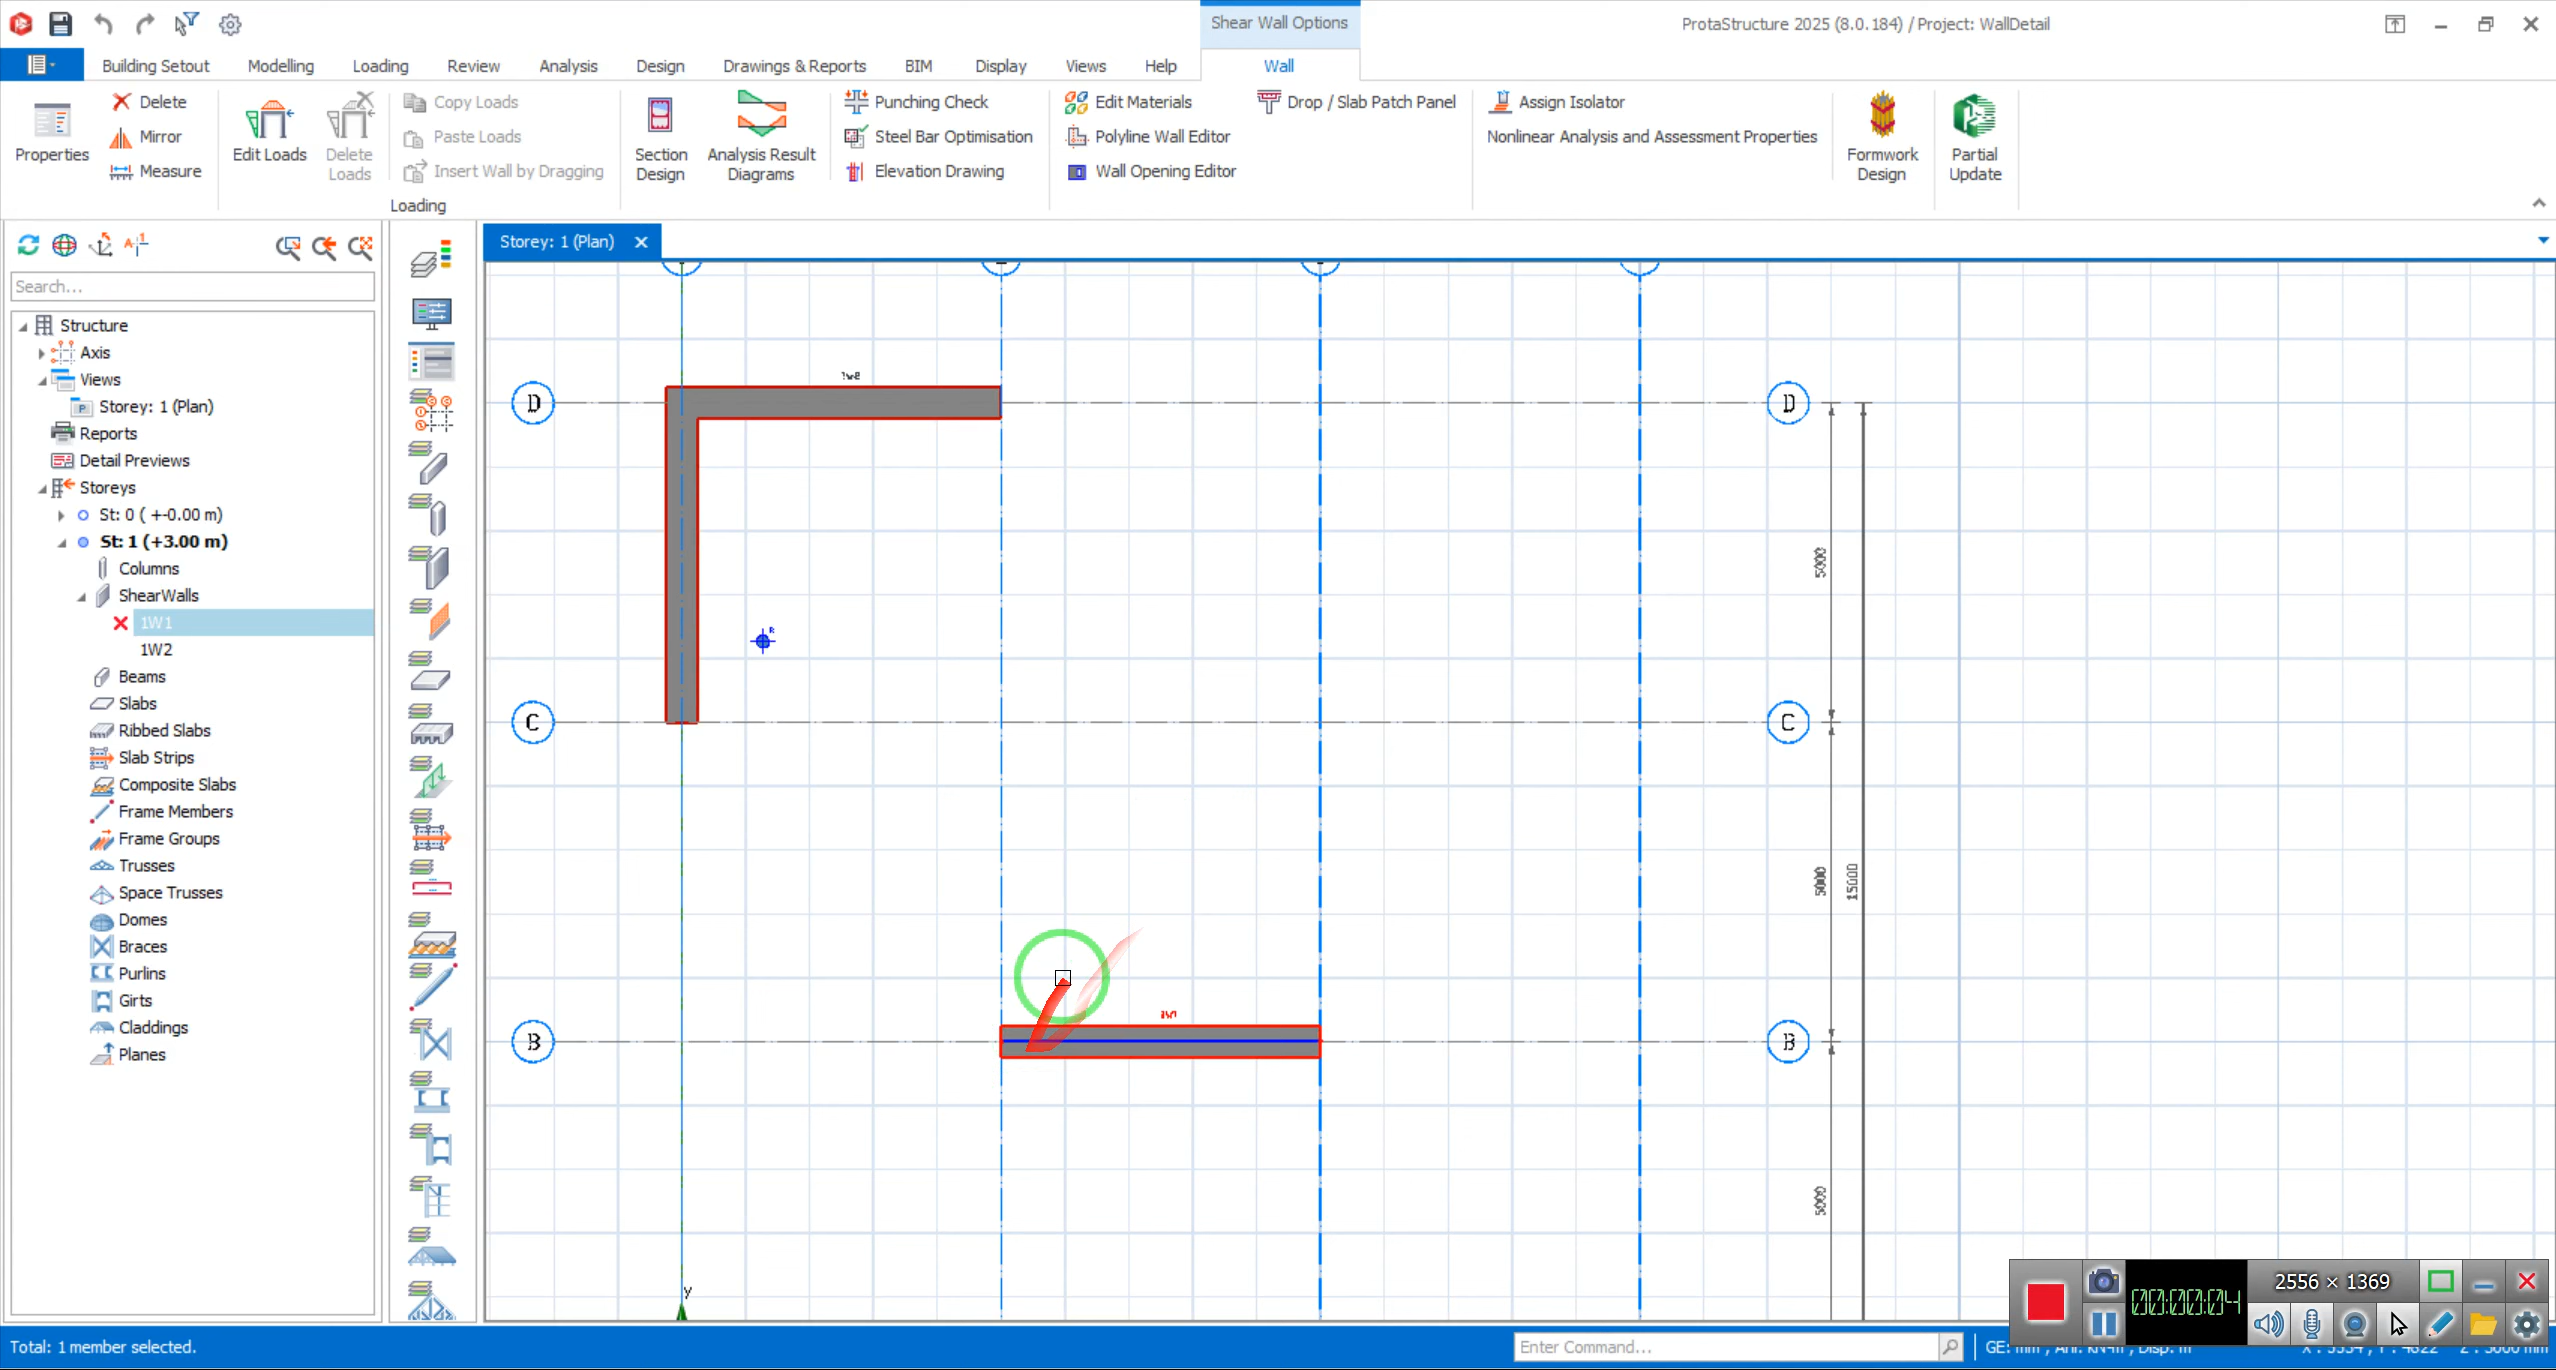 Shear Wall Options
ProtaStructure 2025 (8.0.184) / Project: WallDetail
Building Setout
Modelling
Loading
Review
Analysis
Design
Drawings & Reports
BIM
Display
Views
Help
Wall
Properties
Delete
Mirror
Measure
Edit Loads
Delete Loads
Copy Loads
Paste Loads
Insert Wall by Dragging
Loading
Section Design
Analysis Result Diagrams
Punching Check
Steel Bar Optimisation
Elevation Drawing
Edit Materials
Polyline Wall Editor
Wall Opening Editor
Drop / Slab Patch Panel
Assign Isolator
Nonlinear Analysis and Assessment Properties
Formwork Design
Partial Update
Search...
Structure
Axis
Views
Storey: 1 (Plan)
Reports
Detail Previews
Storeys
St: 0 ( +-0.00 m)
St: 1 (+3.00 m)
Columns
ShearWalls
1W1
1W2
Beams
Slabs
Ribbed Slabs
Slab Strips
Composite Slabs
Frame Members
Frame Groups
Trusses
Space Trusses
Domes
Braces
Purlins
Girts
Claddings
Planes
Storey: 1 (Plan)
D
D
5000
C
C
5000
15000
B
B
5000
y
2556 × 1369
00:00:04
Total: 1 member selected.
Enter Command...